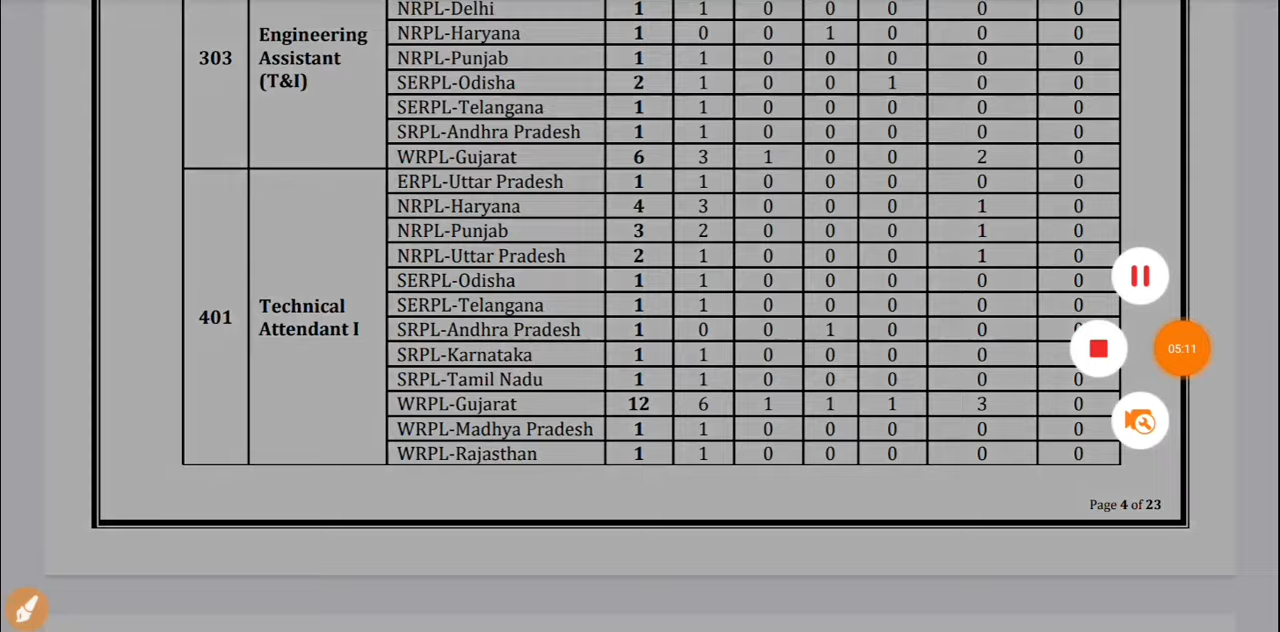 NRPL-Delhi 1 1 0 0 0 0 0
303 Engineering Assistant (T&I) NRPL-Haryana 1 0 0 1 0 0 0
NRPL-Punjab 1 1 0 0 0 0 0
SERPL-Odisha 2 1 0 0 1 0 0
SERPL-Telangana 1 1 0 0 0 0 0
SRPL-Andhra Pradesh 1 1 0 0 0 0 0
WRPL-Gujarat 6 3 1 0 0 2 0
ERPL-Uttar Pradesh 1 1 0 0 0 0 0
NRPL-Haryana 4 3 0 0 0 1 0
NRPL-Punjab 3 2 0 0 0 1 0
NRPL-Uttar Pradesh 2 1 0 0 0 1 0
SERPL-Odisha 1 1 0 0 0 0 0
401 Technical Attendant I SERPL-Telangana 1 1 0 0 0 0 0
SRPL-Andhra Pradesh 1 0 0 1 0 0
SRPL-Karnataka 1 1 0 0 0 0
SRPL-Tamil Nadu 1 1 0 0 0 0 0
WRPL-Gujarat 12 6 1 1 1 3 0
WRPL-Madhya Pradesh 1 1 0 0 0 0 0
WRPL-Rajasthan 1 1 0 0 0 0 0
Page 4 of 23
05:11